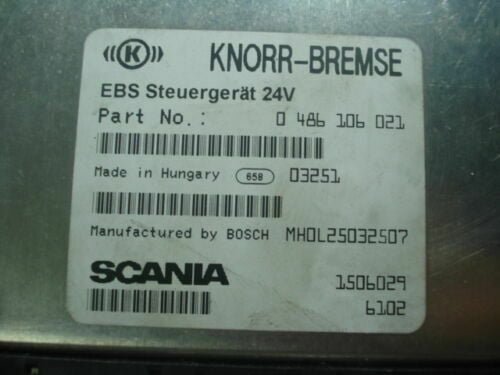 ((K)) KNORR-BREMSE
EBS Steuergerät 24V
Part No.: 0 486 106 021
Made in Hungary 658 03251
Manufactured by BOSCH MHOL25032507
SCANIA 1506029
6102